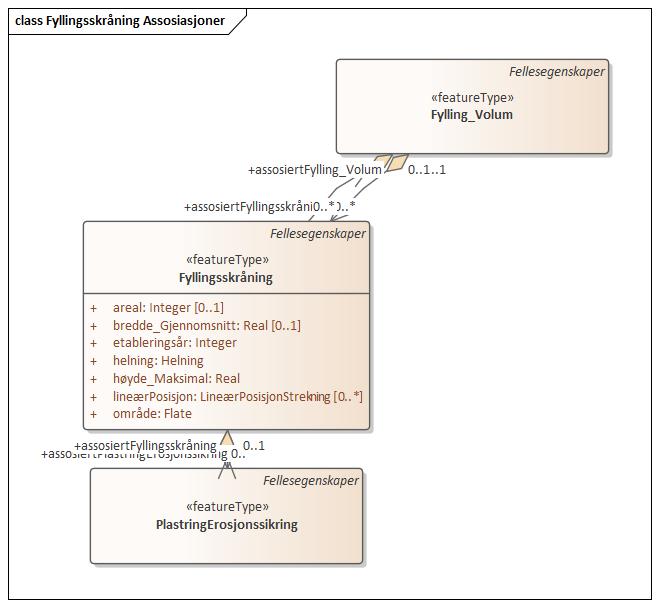 class Fyllingsskråning Assosiasjoner
Fellesegenskaper
«featureType»
Fylling_Volum
+assosiertFylling_Volum 0..1..1
+assosiertFyllingsskråni0..* 0..*
Fellesegenskaper
«featureType»
Fyllingsskråning
+ areal: Integer [0..1]
+ bredde_Gjennomsnitt: Real [0..1]
+ etableringsår: Integer
+ helning: Helning
+ høyde_Maksimal: Real
+ lineærPosisjon: LineærPosisjonStrekning [0..*]
+ område: Flate
+assosiertFyllingsskråning 0..1
+assosiertPlastringErosjonssikring 0..
Fellesegenskaper
«featureType»
PlastringErosjonssikring